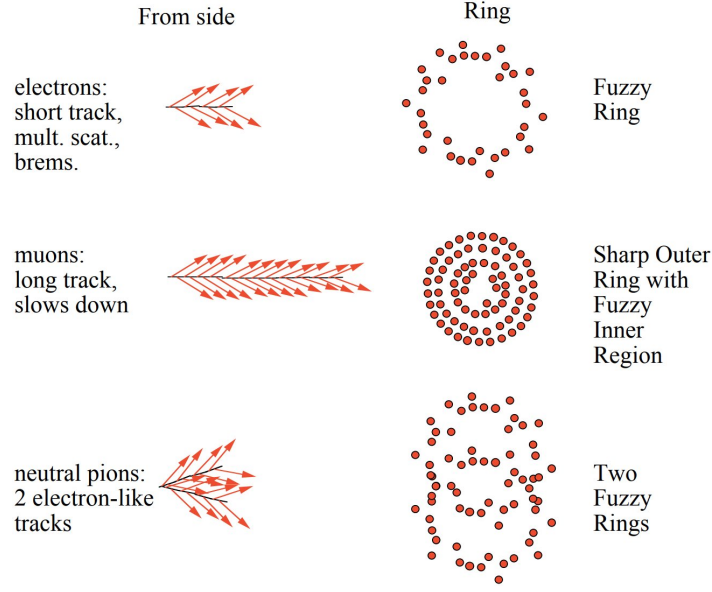 From side
Ring
electrons:
short track,
mult. scat.,
brems.
Fuzzy
Ring
muons:
long track,
slows down
Sharp Outer
Ring with
Fuzzy
Inner
Region
neutral pions:
2 electron-like
tracks
Two
Fuzzy
Rings